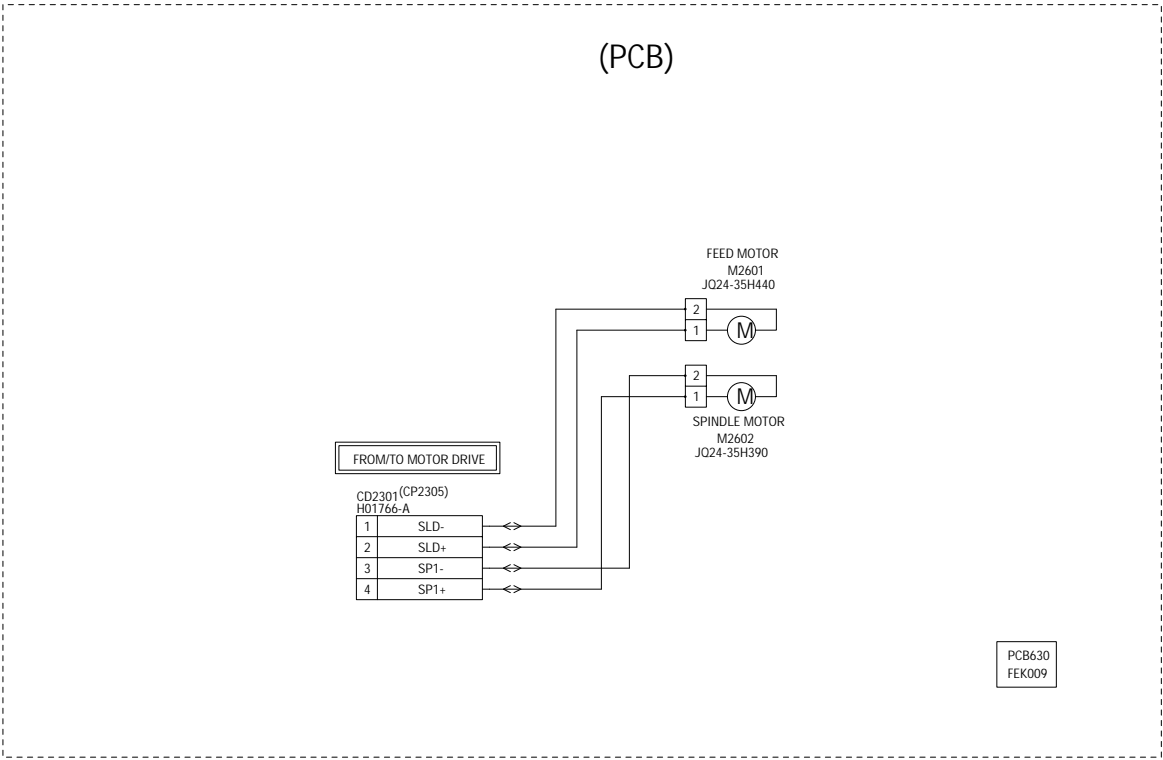 (PCB)
FEED MOTOR
M2601
JQ24-35H440
2
1 M
2
1 M
SPINDLE MOTOR
M2602
JQ24-35H390
FROM/TO MOTOR DRIVE
CD2301 (CP2305)
H01766-A
1 SLD-
2 SLD+
3 SP1-
4 SP1+
PCB630
FEK009